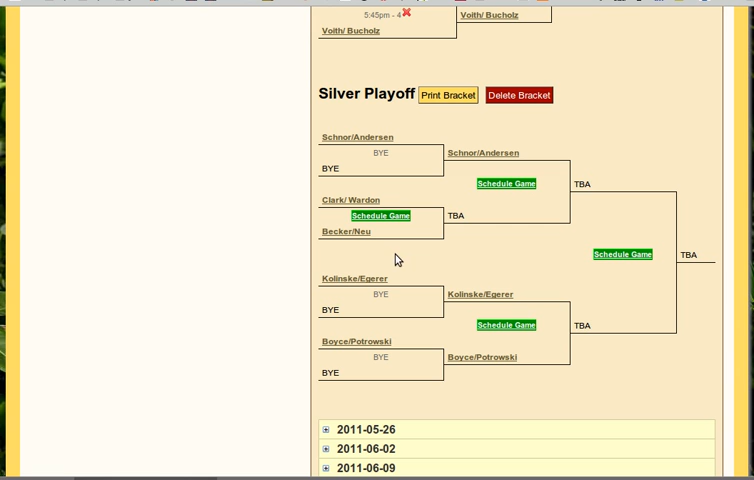 5:45pm - 4
Voith/ Bucholz
Voith/ Bucholz
Silver Playoff
Print Bracket
Delete Bracket
Schnor/Andersen
BYE
BYE
Schnor/Andersen
Schedule Game
TBA
Clark/ Wardon
Schedule Game
TBA
Becker/Neu
Schedule Game
TBA
Kolinske/Egerer
BYE
BYE
Kolinske/Egerer
Schedule Game
TBA
Boyce/Potrowski
BYE
BYE
Boyce/Potrowski
2011-05-26
2011-06-02
2011-06-09